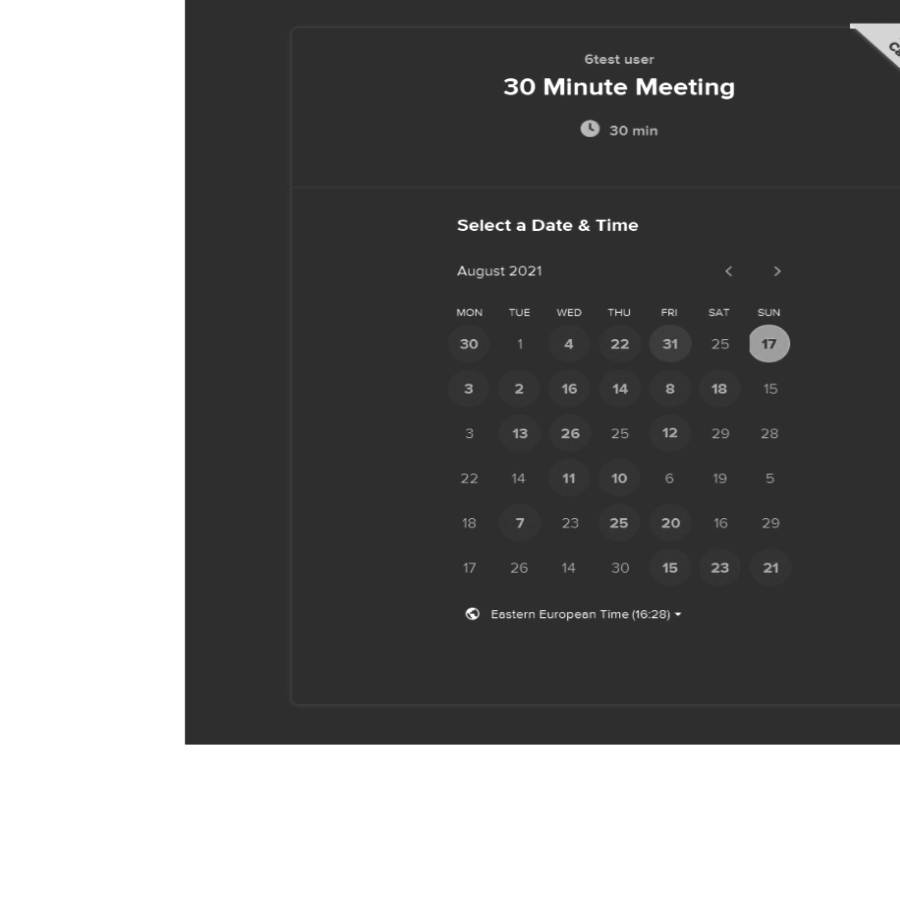 6test user
30 Minute Meeting
30 min
Select a Date & Time
August 2021
MON TUE WED THU FRI SAT SUN
30 1 4 22 31 25 17
3 2 16 14 8 18 15
3 13 26 25 12 29 28
22 14 11 10 6 19 5
18 7 23 25 20 16 29
17 26 14 30 15 23 21
Eastern European Time (16:28)